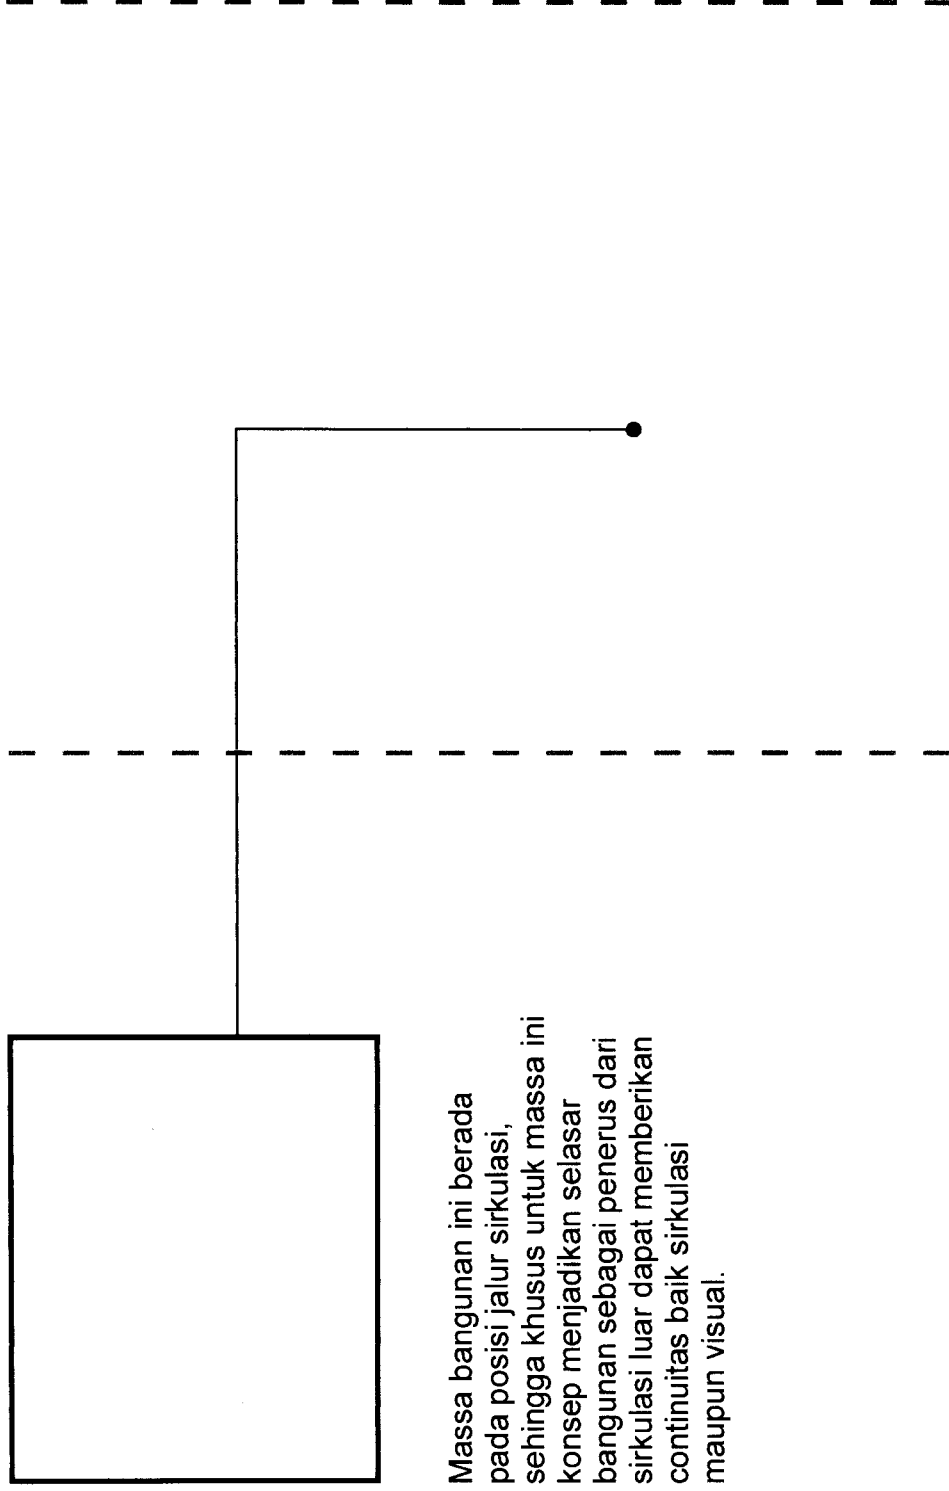 Massa bangunan ini berada
pada posisi jalur sirkulasi,
sehingga khusus untuk massa ini
konsep menjadikan selasar
bangunan sebagai penerus dari
sirkulasi luar dapat memberikan
continuitas baik sirkulasi
maupun visual.